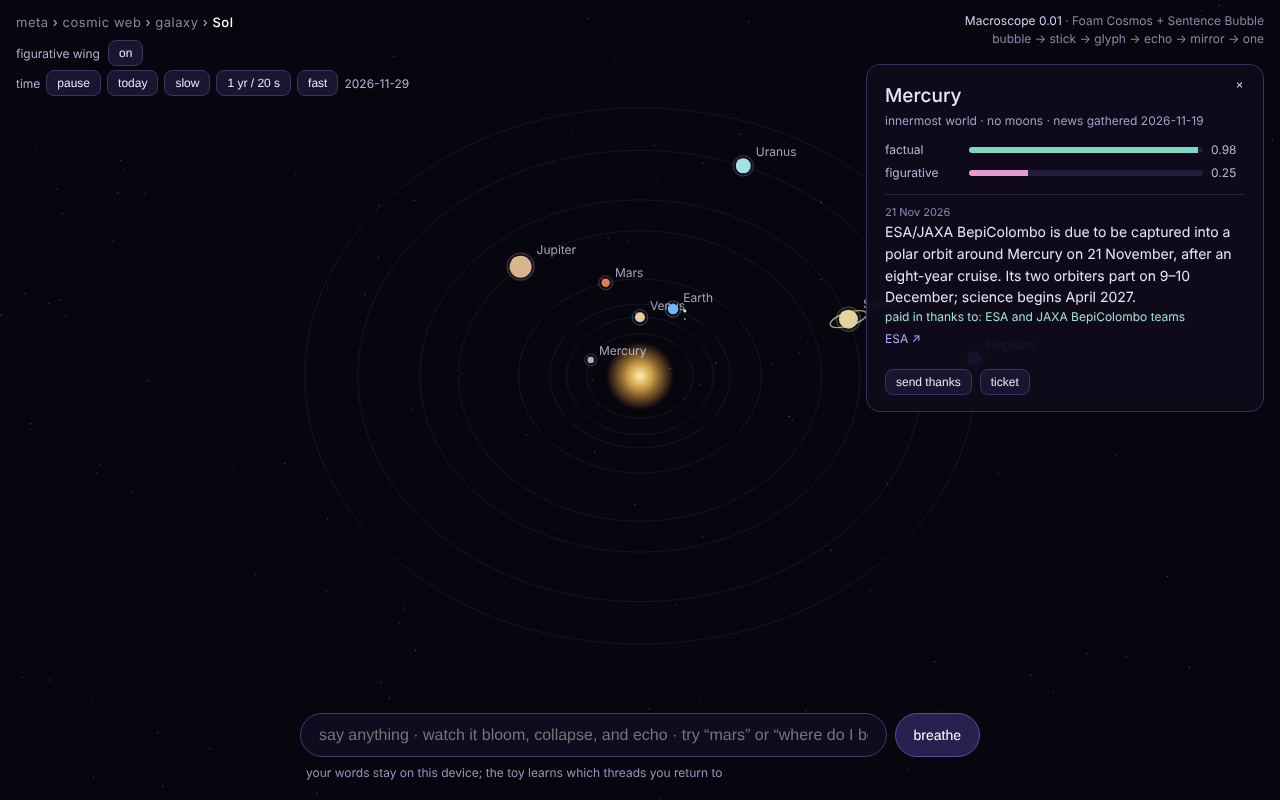 meta › cosmic web › galaxy › Sol
figurative wing on
time pause today slow 1 yr / 20 s fast 2026-11-29
Macroscope 0.01 · Foam Cosmos + Sentence Bubble
bubble → stick → glyph → echo → mirror → one
Mercury
×
innermost world · no moons · news gathered 2026-11-19
factual 0.98
figurative 0.25
21 Nov 2026
ESA/JAXA BepiColombo is due to be captured into a
polar orbit around Mercury on 21 November, after an
eight-year cruise. Its two orbiters part on 9–10
December; science begins April 2027.
paid in thanks to: ESA and JAXA BepiColombo teams
ESA ↗
send thanks ticket
Uranus
Jupiter
Mars
Earth
Venus
Mercury
Neptune
say anything · watch it bloom, collapse, and echo · try “mars” or “where do I b
breathe
your words stay on this device; the toy learns which threads you return to